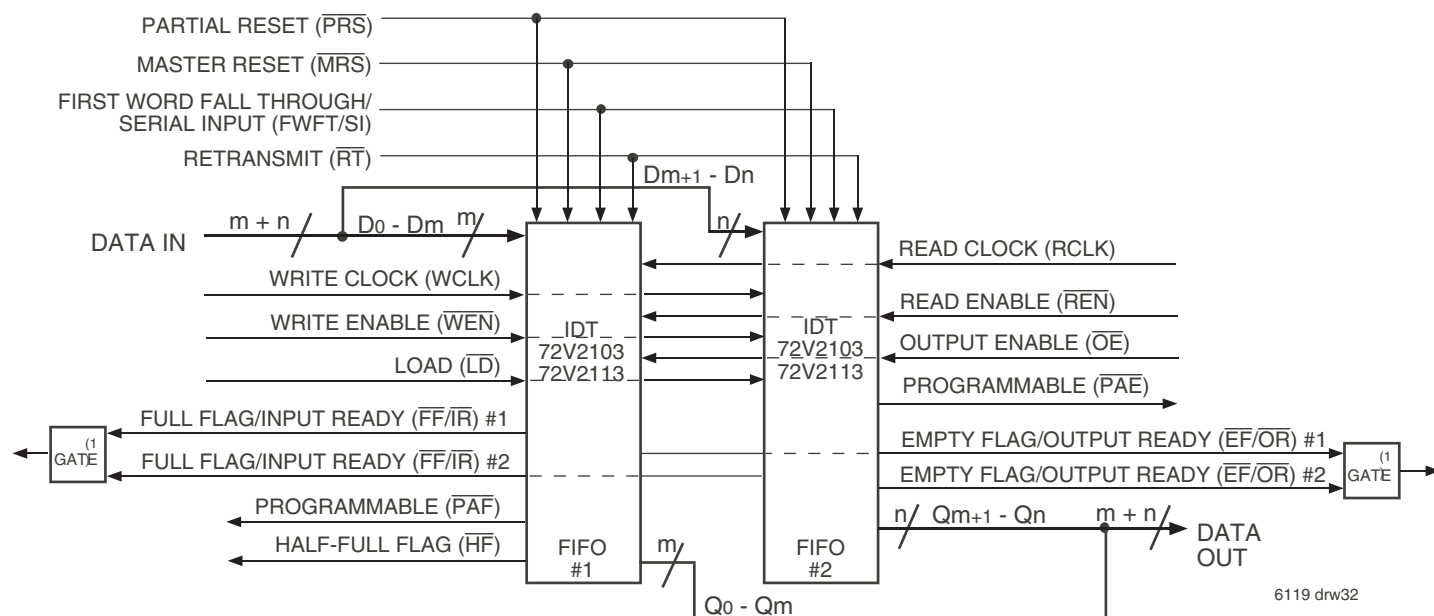 PARTIAL RESET (PRS)
MASTER RESET (MRS)
FIRST WORD FALL THROUGH/
SERIAL INPUT (FWFT/SI)
RETRANSMIT (RT)
Dm+1 - Dn
m + n
D0 - Dm
m
n
DATA IN
READ CLOCK (RCLK)
WRITE CLOCK (WCLK)
READ ENABLE (REN)
WRITE ENABLE (WEN)
IDT
72V2103
72V2113
IDT
72V2103
72V2113
OUTPUT ENABLE (OE)
LOAD (LD)
PROGRAMMABLE (PAE)
FULL FLAG/INPUT READY (FF/IR) #1
EMPTY FLAG/OUTPUT READY (EF/OR) #1
(1
GATE)
(1
GATE)
FULL FLAG/INPUT READY (FF/IR) #2
EMPTY FLAG/OUTPUT READY (EF/OR) #2
PROGRAMMABLE (PAF)
n
Qm+1 - Qn
m + n
DATA
OUT
HALF-FULL FLAG (HF)
FIFO
#1
m
FIFO
#2
Q0 - Qm
6119 drw32